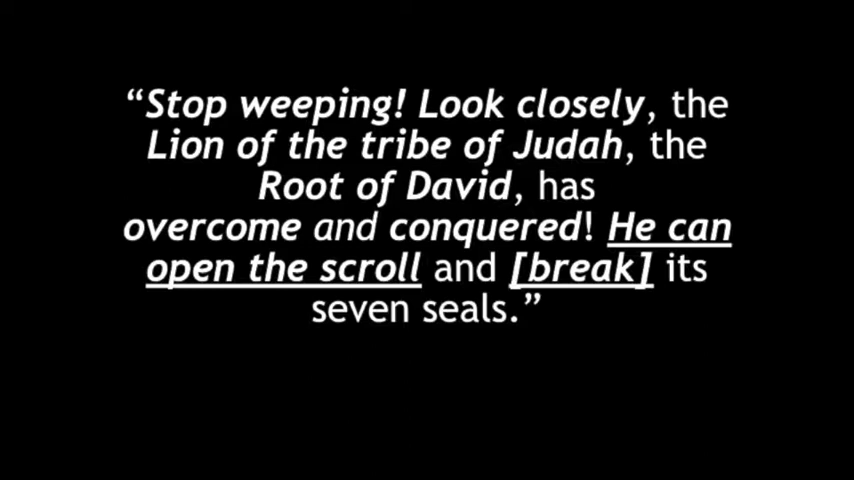 “Stop weeping! Look closely, the
Lion of the tribe of Judah, the
Root of David, has
overcome and conquered! He can
open the scroll and [break] its
seven seals.”